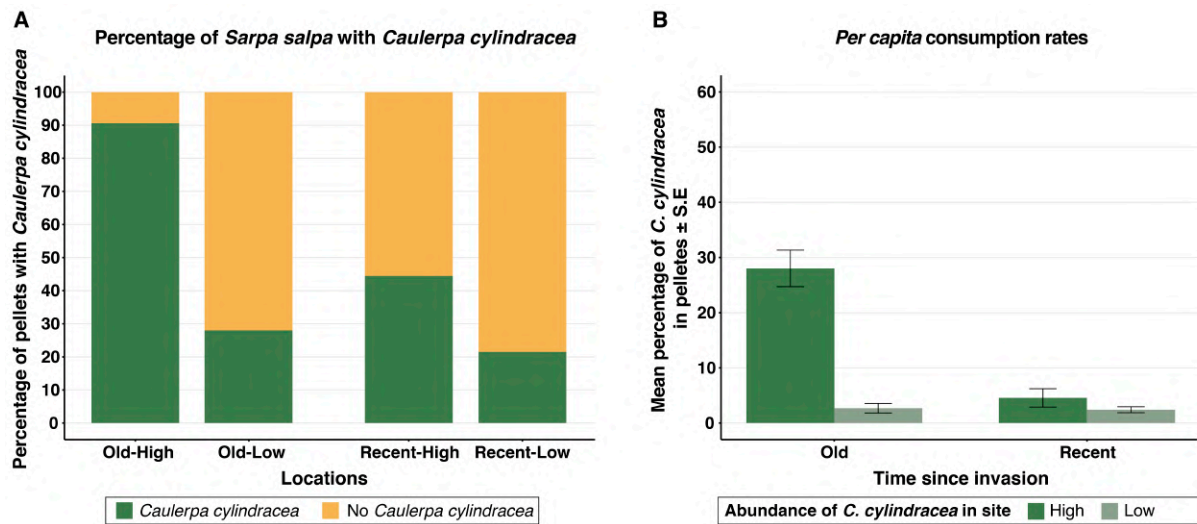 A
Percentage of Sarpa salpa with Caulerpa cylindracea
Percentage of pellets with Caulerpa cylindracea
100
90
80
70
60
50
40
30
20
10
0
Old-High
Old-Low
Recent-High
Recent-Low
Locations
Caulerpa cylindracea
No Caulerpa cylindracea
B
Per capita consumption rates
Mean percentage of C. cylindracea
in pelletes ± S.E
60
50
40
30
20
10
0
Old
Recent
Time since invasion
Abundance of C. cylindracea in site
High
Low